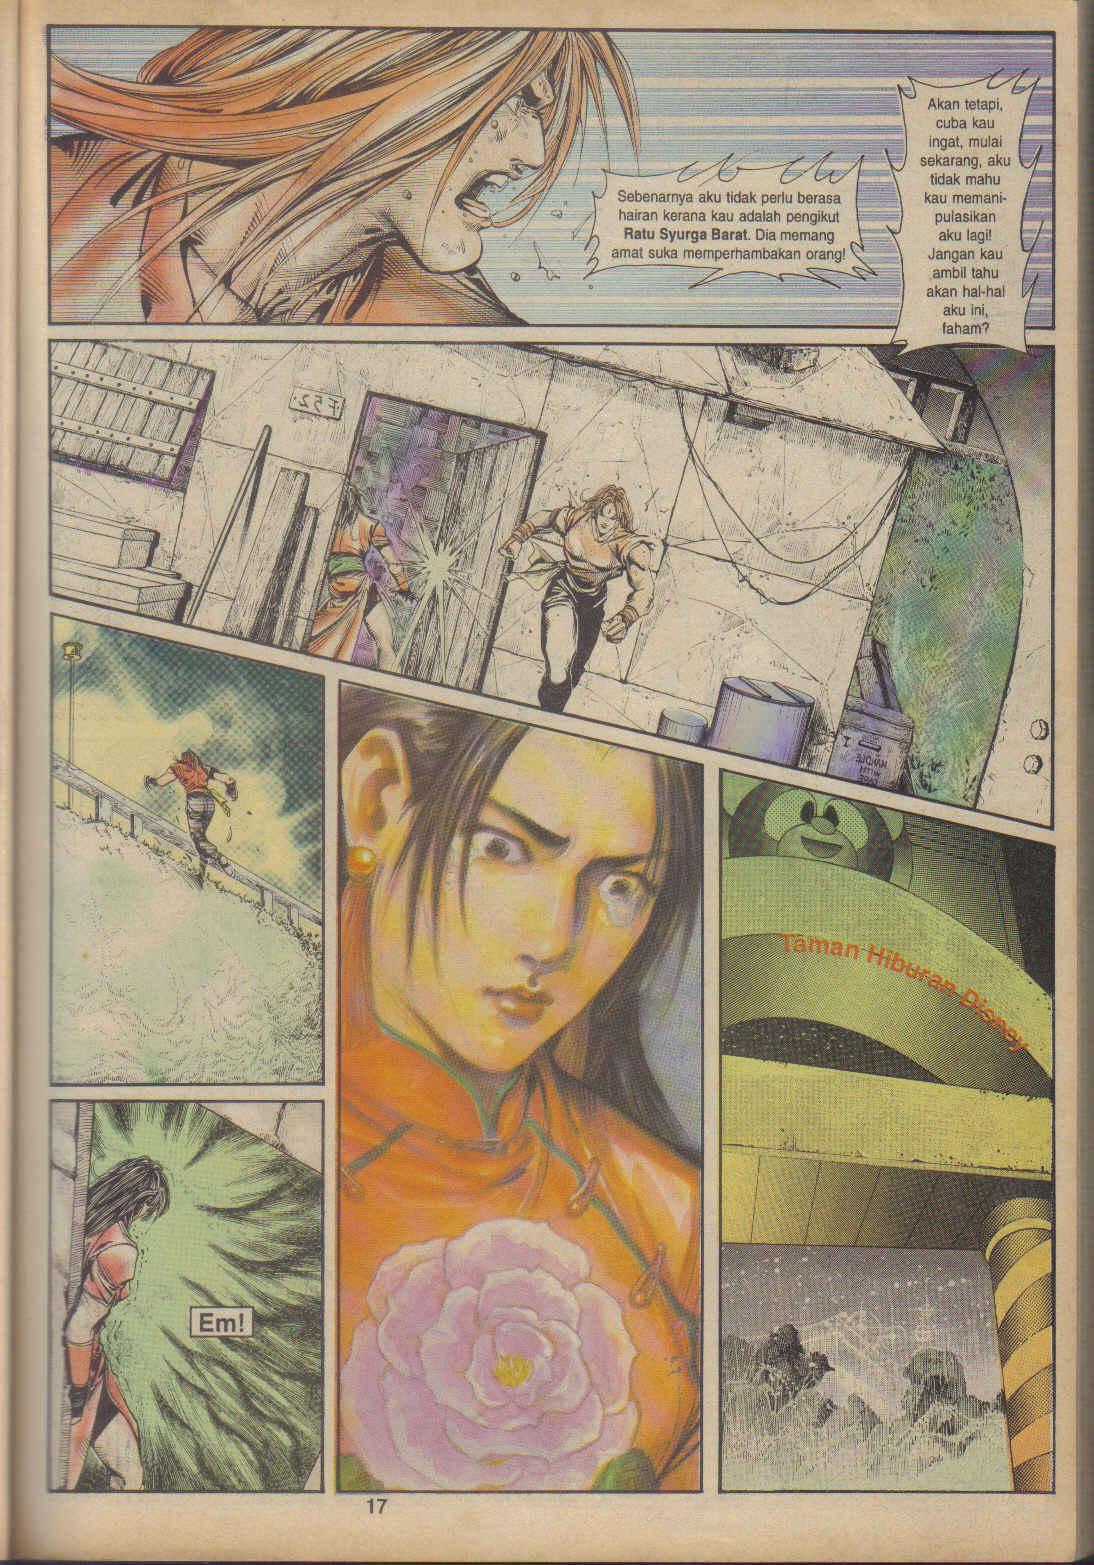 Sebenarnya aku tidak perlu berasa
hairan kerana kau adalah pengikut
Ratu Syurga Barat. Dia memang
amat suka memperhambakan orang!
Akan tetapi,
cuba kau
ingat, mulai
sekarang, aku
tidak mahu
kau memani-
pulasikan
aku lagi!
Jangan kau
ambil tahu
akan hal-hal
aku ini,
faham?
Taman Hiburan Disney
Em!
17